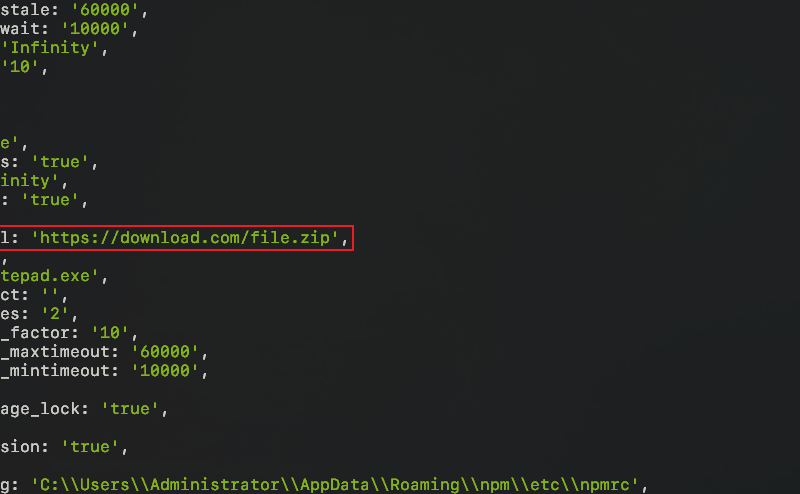 stale: '60000',
wait: '10000',
'Infinity',
'10',
e',
s: 'true',
inity',
: 'true',
l: 'https://download.com/file.zip',
,
tepad.exe',
ct: '',
es: '2',
_factor: '10',
_maxtimeout: '60000',
_mintimeout: '10000',
age_lock: 'true',
sion: 'true',
g: 'C:\\Users\\Administrator\\AppData\\Roaming\\npm\\etc\\npmrc',